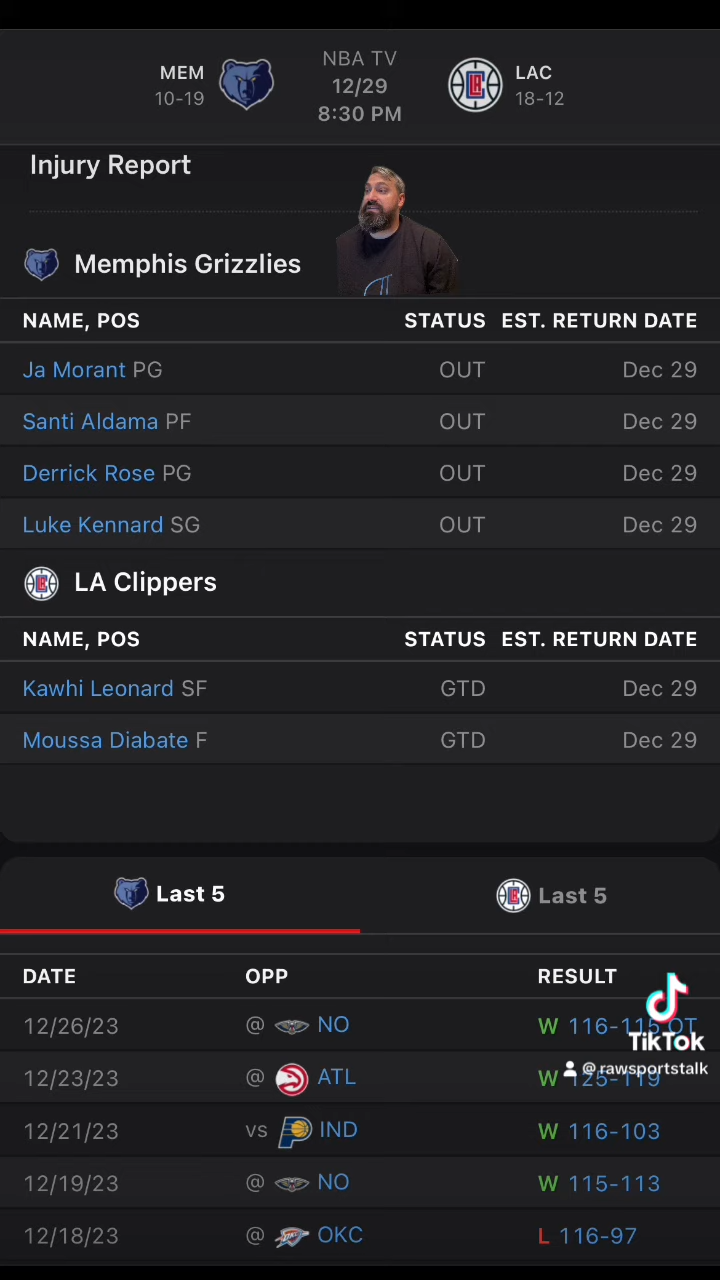 MEM
10-19
NBA TV
12/29
8:30 PM
LAC
18-12
Injury Report
Memphis Grizzlies
NAME, POS STATUS EST. RETURN DATE
Ja Morant PG OUT Dec 29
Santi Aldama PF OUT Dec 29
Derrick Rose PG OUT Dec 29
Luke Kennard SG OUT Dec 29
LA Clippers
NAME, POS STATUS EST. RETURN DATE
Kawhi Leonard SF GTD Dec 29
Moussa Diabate F GTD Dec 29
Last 5 Last 5
DATE OPP RESULT
12/26/23 @ NO W 116-115 OT
TikTok
@rawsportstalk
12/23/23 @ ATL W 125-119
12/21/23 vs IND W 116-103
12/19/23 @ NO W 115-113
12/18/23 @ OKC L 116-97